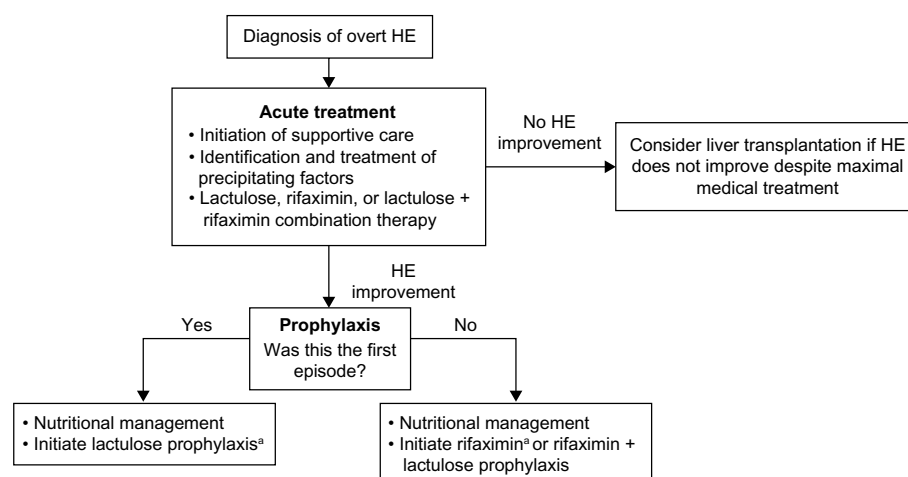 Diagnosis of overt HE
Acute treatment
• Initiation of supportive care
• Identification and treatment of
precipitating factors
• Lactulose, rifaximin, or lactulose +
rifaximin combination therapy
No HE
improvement
Consider liver transplantation if HE
does not improve despite maximal
medical treatment
HE
improvement
Yes
Prophylaxis
Was this the first
episode?
No
• Nutritional management
• Initiate lactulose prophylaxisᵃ
• Nutritional management
• Initiate rifaximinᵃ or rifaximin +
lactulose prophylaxis